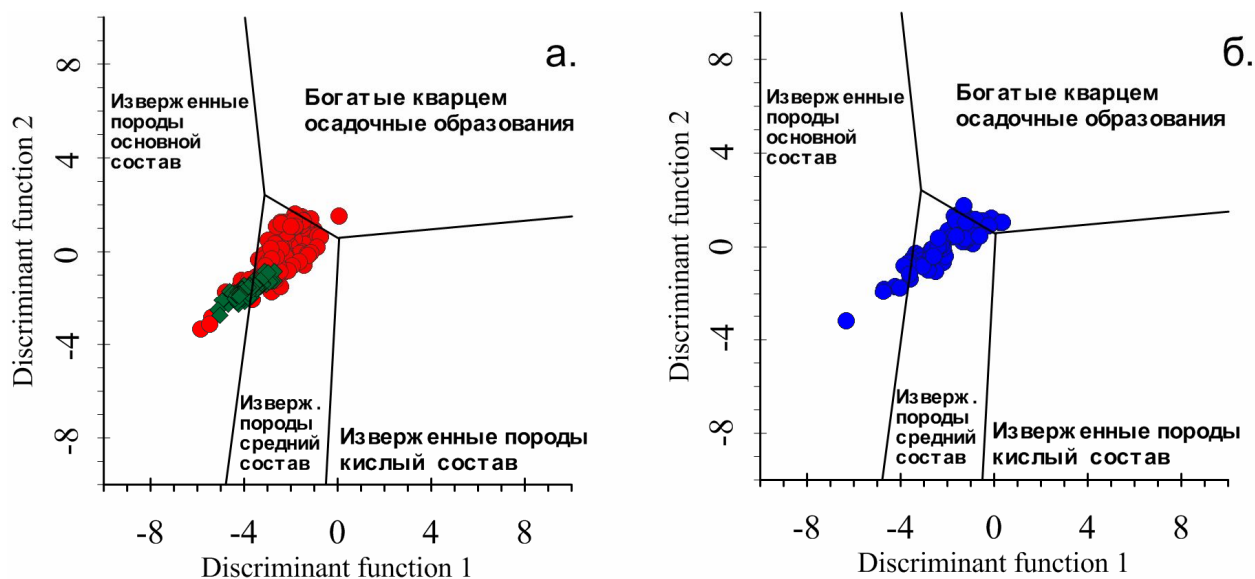 а.
8
4
0
-4
-8
Discriminant function 2
Изверженные
породы
основной
состав
Богатые кварцем
осадочные образования
Изверж.
породы
средний
состав
Изверженные породы
кислый состав
-8 -4 0 4 8
Discriminant function 1
б.
8
4
0
-4
-8
Discriminant function 2
Изверженные
породы
основной
состав
Богатые кварцем
осадочные образования
Изверж.
породы
средний
состав
Изверженные породы
кислый состав
-8 -4 0 4 8
Discriminant function 1